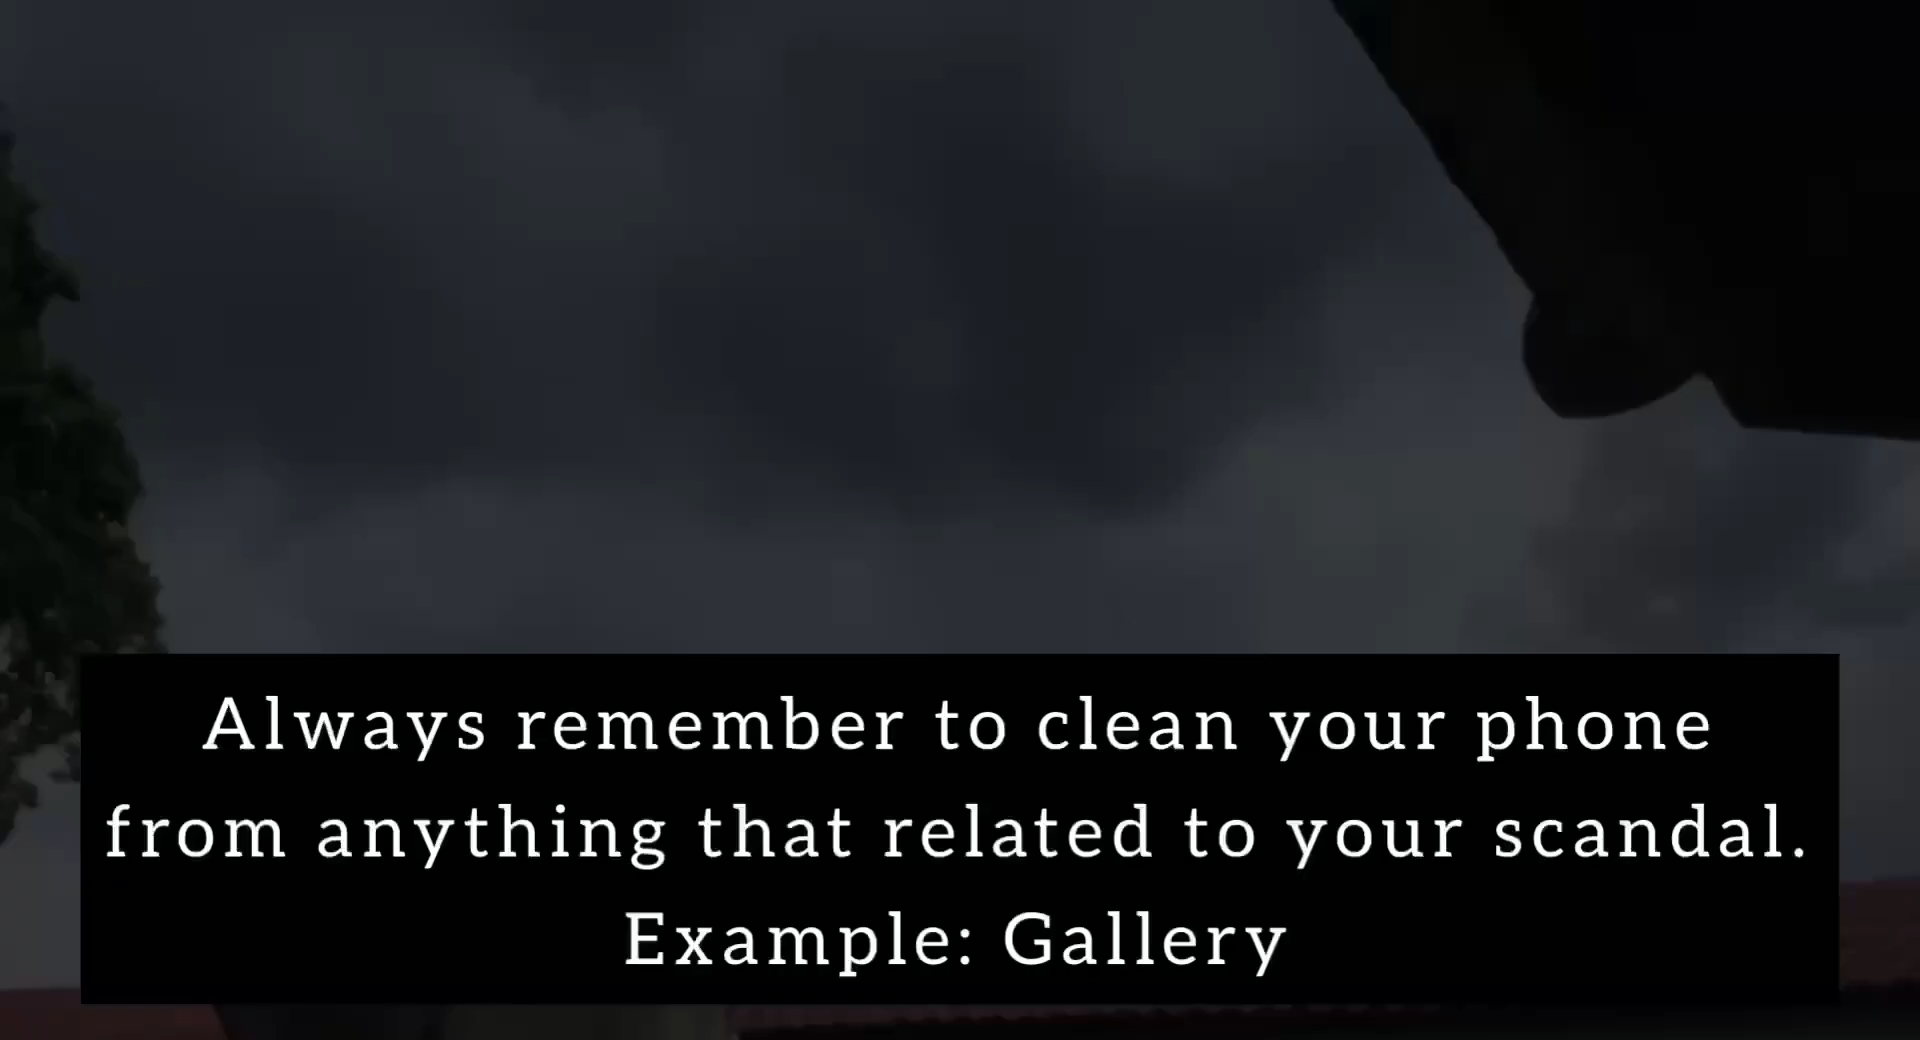 Always remember to clean your phone
from anything that related to your scandal.
Example: Gallery